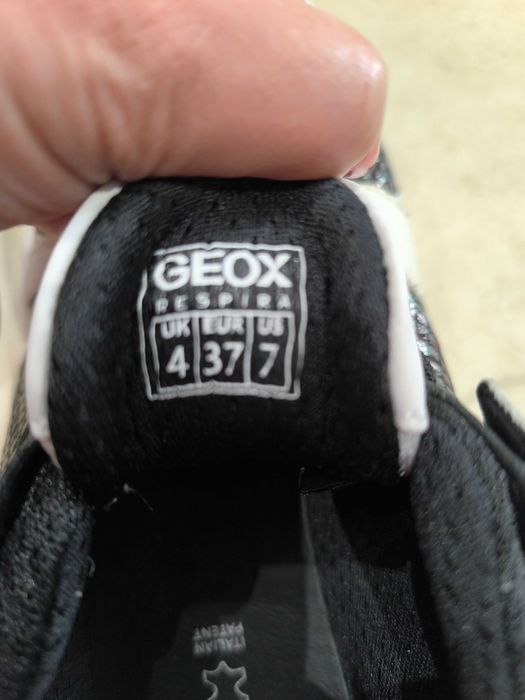 GEOX
RESPIRA
UK EUR US
4 37 7
ITALIAN
PATENT